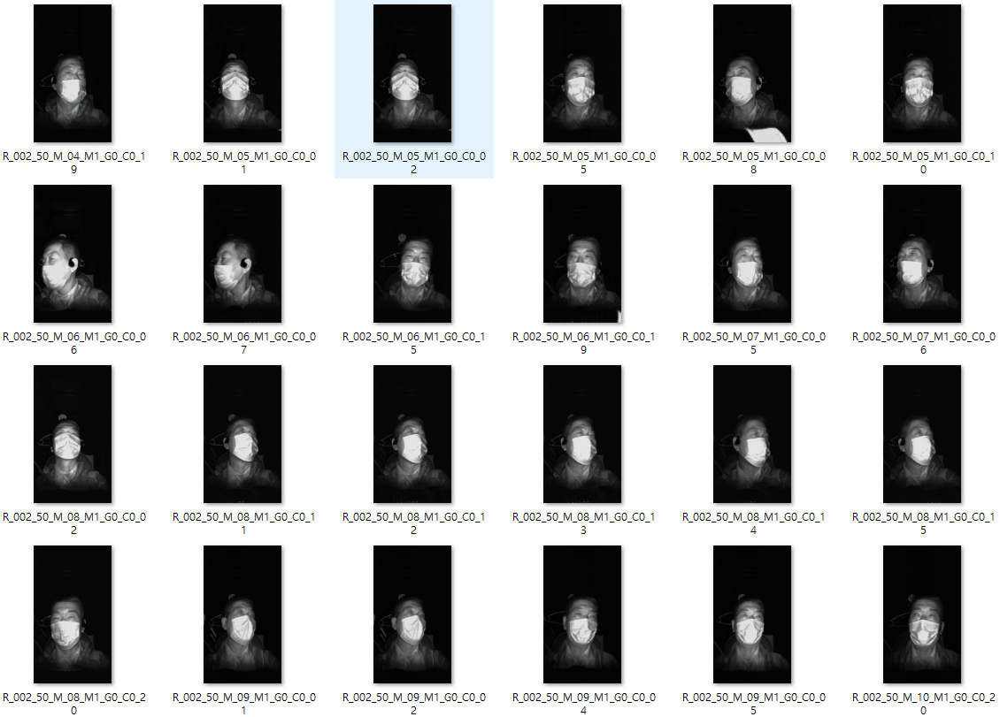 R_002_50_M_04_M1_G0_C0_1
9
R_002_50_M_05_M1_G0_C0_0
1
R_002_50_M_05_M1_G0_C0_0
2
R_002_50_M_05_M1_G0_C0_0
5
R_002_50_M_05_M1_G0_C0_0
8
R_002_50_M_05_M1_G0_C0_1
0
R_002_50_M_06_M1_G0_C0_0
6
R_002_50_M_06_M1_G0_C0_0
7
R_002_50_M_06_M1_G0_C0_1
5
R_002_50_M_06_M1_G0_C0_1
9
R_002_50_M_07_M1_G0_C0_0
5
R_002_50_M_07_M1_G0_C0_0
6
R_002_50_M_08_M1_G0_C0_0
2
R_002_50_M_08_M1_G0_C0_1
1
R_002_50_M_08_M1_G0_C0_1
2
R_002_50_M_08_M1_G0_C0_1
3
R_002_50_M_08_M1_G0_C0_1
4
R_002_50_M_08_M1_G0_C0_1
5
R_002_50_M_08_M1_G0_C0_2
0
R_002_50_M_09_M1_G0_C0_0
1
R_002_50_M_09_M1_G0_C0_0
2
R_002_50_M_09_M1_G0_C0_0
4
R_002_50_M_09_M1_G0_C0_0
5
R_002_50_M_10_M1_G0_C0_2
0